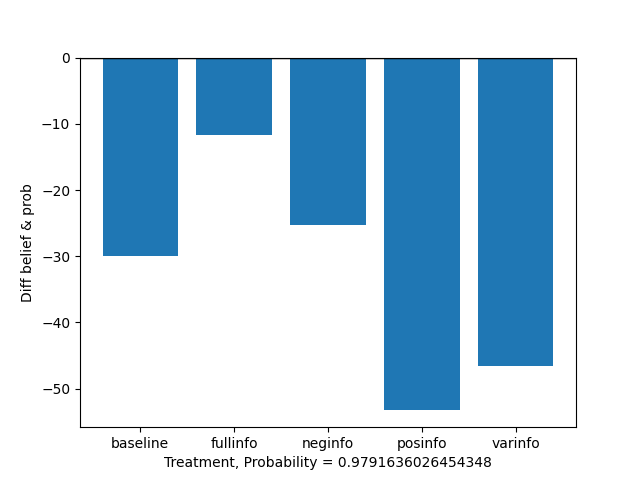 0
−10
−20
−30
−40
−50
Diff belief & prob
baseline fullinfo neginfo posinfo varinfo
Treatment, Probability = 0.9791636026454348